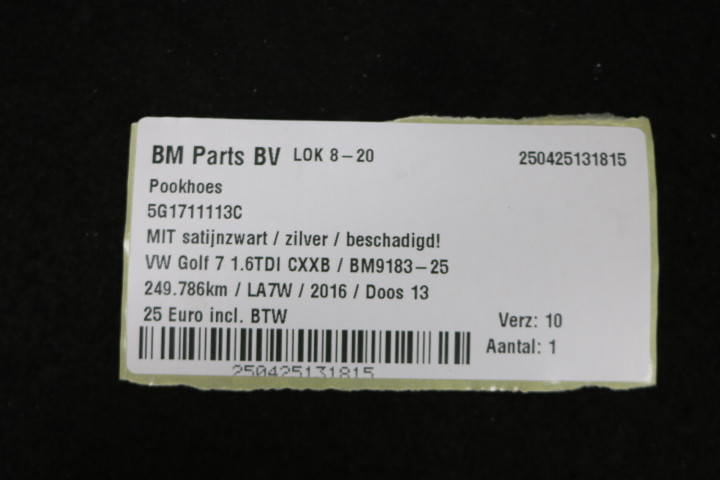 BM Parts BV LOK 8-20 250425131815
Pookhoes
5G1711113C
MIT satijnzwart / zilver / beschadigd!
VW Golf 7 1.6TDI CXXB / BM9183-25
249.786km / LA7W / 2016 / Doos 13
25 Euro incl. BTW Verz: 10
Aantal: 1
250425131815